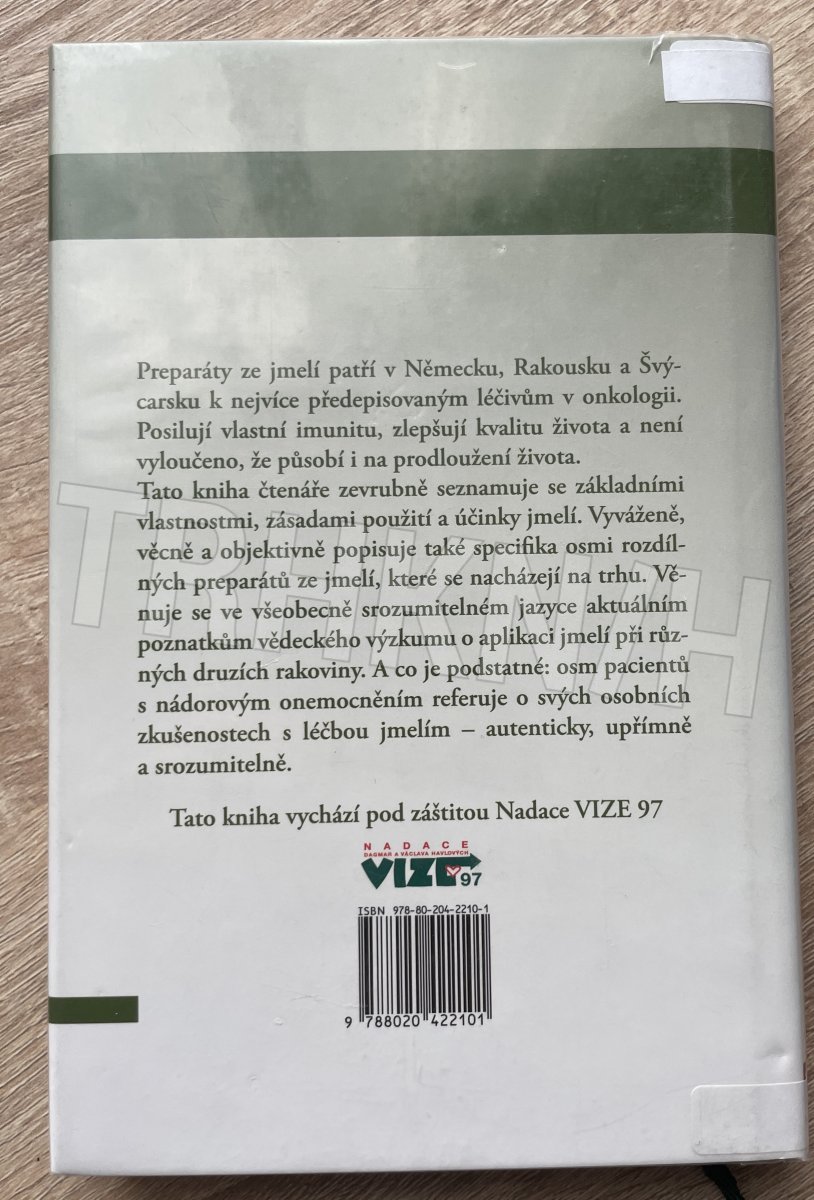 Preparáty ze jmelí patří v Německu, Rakousku a Švý-
carsku k nejvíce předepisovaným léčivům v onkologii.
Posilují vlastní imunitu, zlepšují kvalitu života a není
vyloučeno, že působí i na prodloužení života.
Tato kniha čtenáře zevrubně seznamuje se základními
vlastnostmi, zásadami použití a účinky jmelí. Vyváženě,
věcně a objektivně popisuje také specifika osmi rozdíl-
ných preparátů ze jmelí, které se nacházejí na trhu. Vě-
nuje se ve všeobecně srozumitelném jazyce aktuálním
poznatkům vědeckého výzkumu o aplikaci jmelí při růz-
ných druzích rakoviny. A co je podstatné: osm pacientů
s nádorovým onemocněním referuje o svých osobních
zkušenostech s léčbou jmelím – autenticky, upřímně
a srozumitelně.
TRHKNIH
Tato kniha vychází pod záštitou Nadace VIZE 97
NADACE
DAGMAR A VÁCLAVA HAVLOVÝCH
VIZE 97
ISBN 978-80-204-2210-1
9 788020 422101